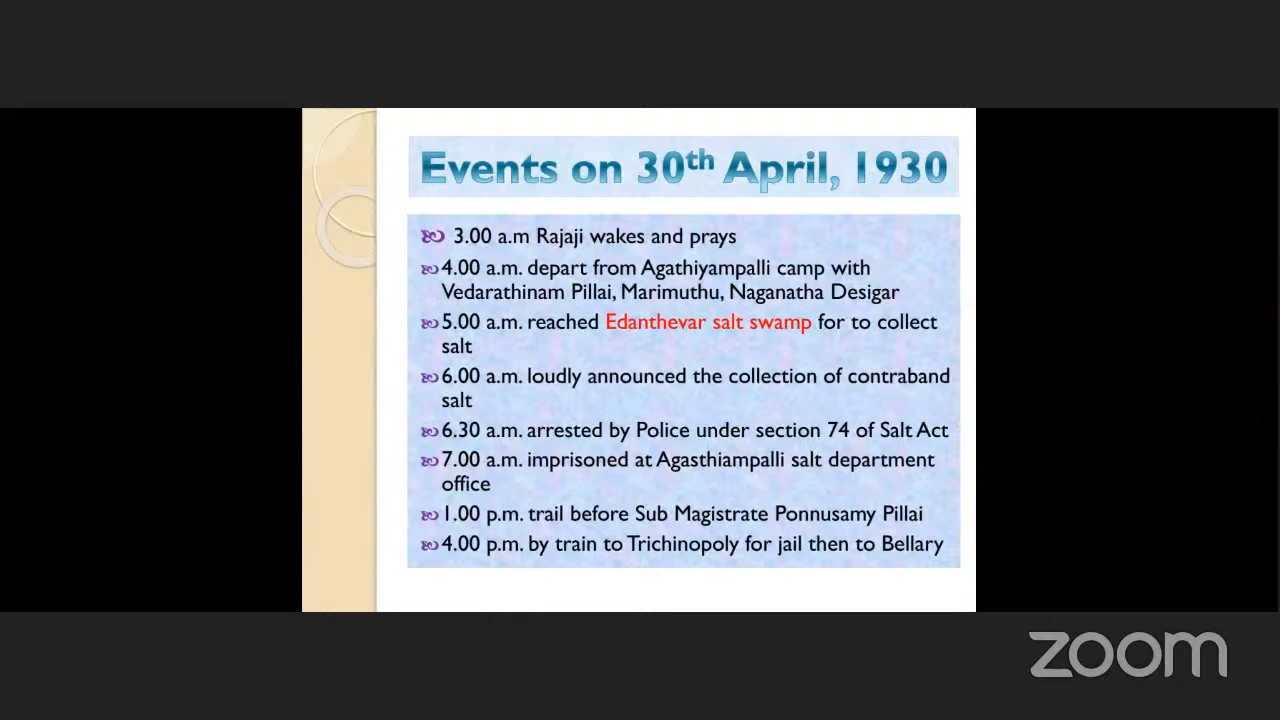 Events on 30th April, 1930
3.00 a.m Rajaji wakes and prays
4.00 a.m. depart from Agathiyampalli camp with
Vedarathinam Pillai, Marimuthu, Naganatha Desigar
5.00 a.m. reached Edanthevar salt swamp for to collect
salt
6.00 a.m. loudly announced the collection of contraband
salt
6.30 a.m. arrested by Police under section 74 of Salt Act
7.00 a.m. imprisoned at Agasthiampalli salt department
office
1.00 p.m. trail before Sub Magistrate Ponnusamy Pillai
4.00 p.m. by train to Trichinopoly for jail then to Bellary
zoom